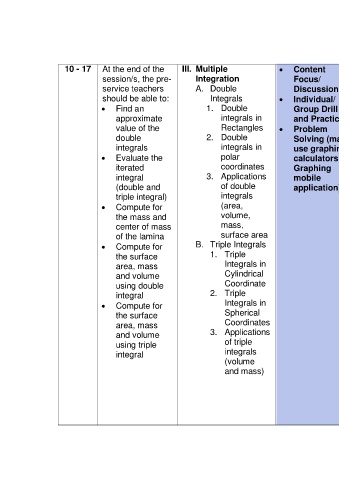 10 - 17
At the end of the
session/s, the pre-
service teachers
should be able to:
• Find an
approximate
value of the
double
integrals
• Evaluate the
iterated
integral
(double and
triple integral)
• Compute for
the mass and
center of mass
of the lamina
• Compute for
the surface
area, mass
and volume
using double
integral
• Compute for
the surface
area, mass
and volume
using triple
integral
III. Multiple
Integration
A. Double
Integrals
1. Double
integrals in
Rectangles
2. Double
integrals in
polar
coordinates
3. Applications
of double
integrals
(area,
volume,
mass,
surface area
B. Triple Integrals
1. Triple
Integrals in
Cylindrical
Coordinate
2. Triple
Integrals in
Spherical
Coordinates
3. Applications
of triple
integrals
(volume
and mass)
• Content
Focus/
Discussion
• Individual/
Group Drill
and Practic
• Problem
Solving (ma
use graphin
calculators
Graphing
mobile
application